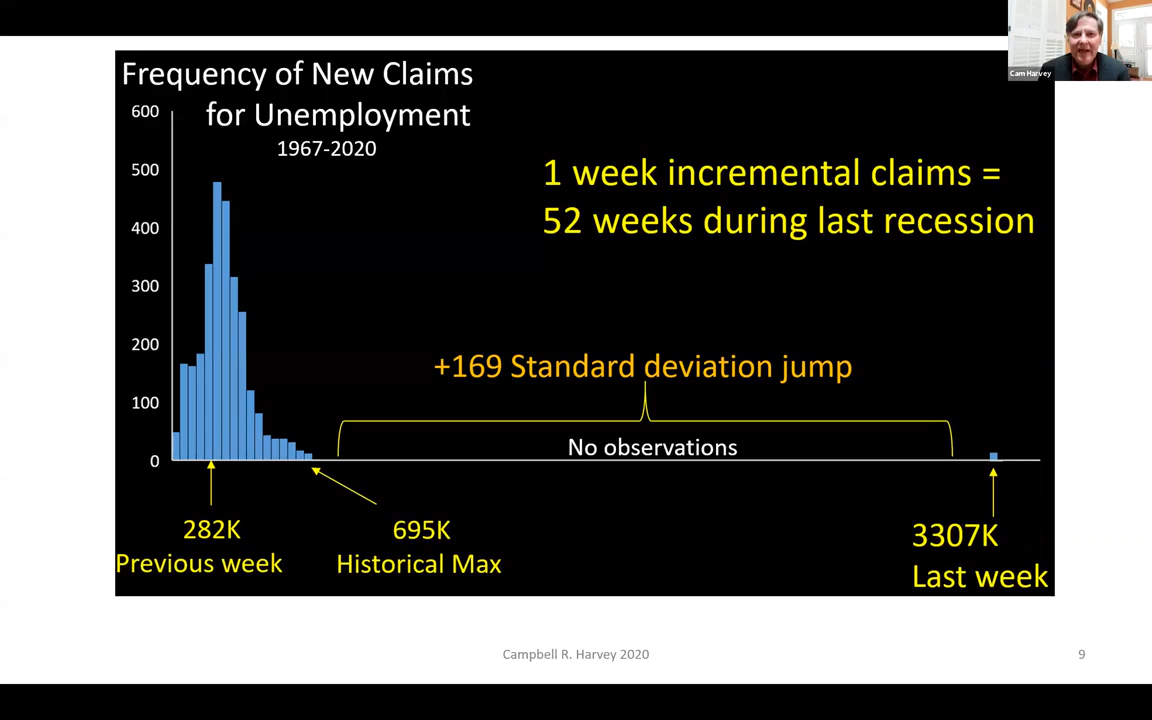 Cam Harvey
Frequency of New Claims
for Unemployment
1967-2020
600
500
400
300
200
100
0
1 week incremental claims =
52 weeks during last recession
+169 Standard deviation jump
No observations
282K
Previous week
695K
Historical Max
3307K
Last week
Campbell R. Harvey 2020
9